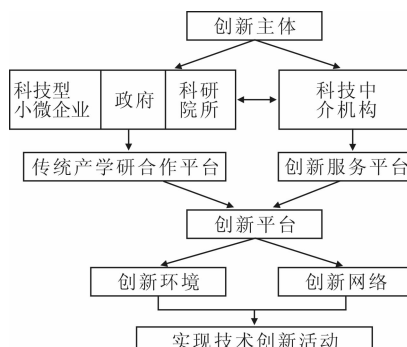 创新主体
科技型
小微企业
政府
科研
院所
科技中
介机构
传统产学研合作平台
创新服务平台
创新平台
创新环境
创新网络
实现技术创新活动